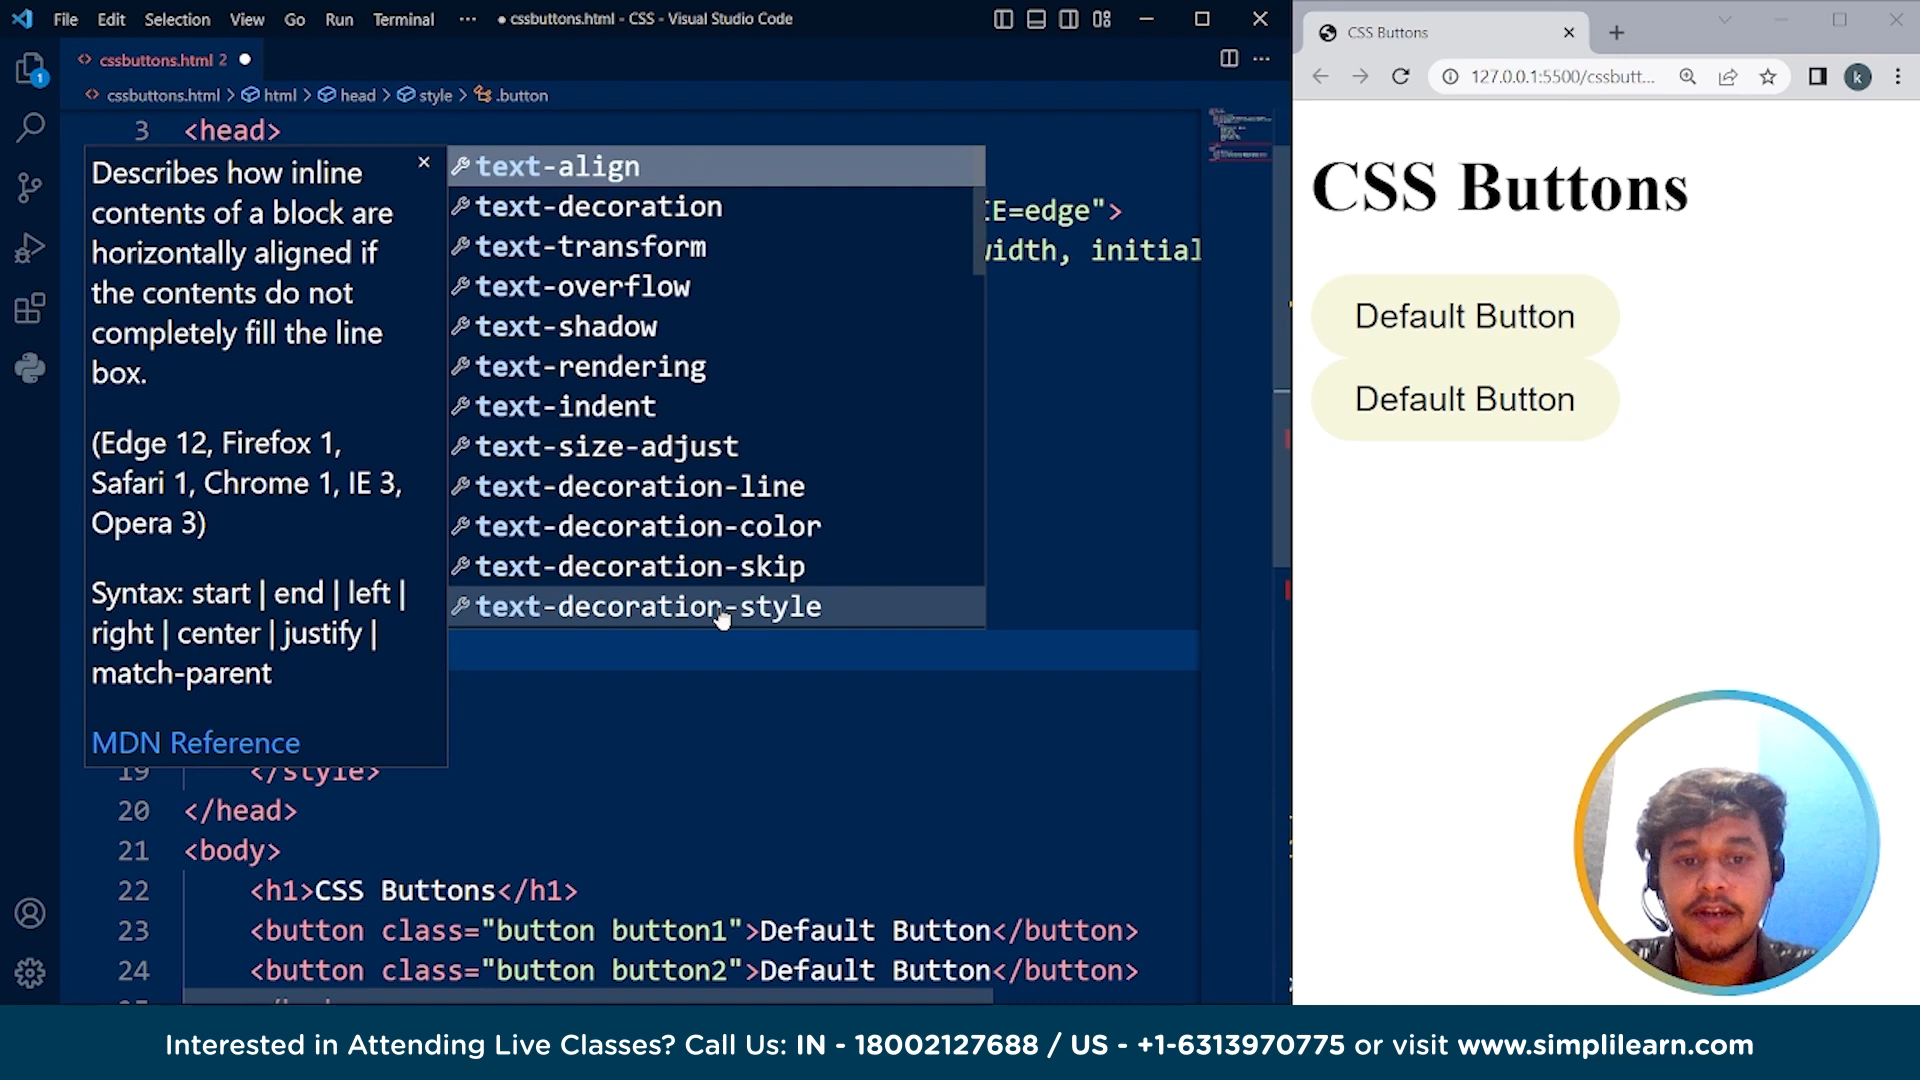 File Edit Selection View Go Run Terminal ··· ● cssbuttons.html - CSS - Visual Studio Code
cssbuttons.html 2 ●
cssbuttons.html > html > head > style > .button
1
3 <head>
IE=edge">
width, initial
Describes how inline
contents of a block are
horizontally aligned if
the contents do not
completely fill the line
box.
(Edge 12, Firefox 1,
Safari 1, Chrome 1, IE 3,
Opera 3)
Syntax: start | end | left |
right | center | justify |
match-parent
MDN Reference
text-align
text-decoration
text-transform
text-overflow
text-shadow
text-rendering
text-indent
text-size-adjust
text-decoration-line
text-decoration-color
text-decoration-skip
text-decoration-style
19 </style>
20 </head>
21 <body>
22 <h1>CSS Buttons</h1>
23 <button class="button button1">Default Button</button>
24 <button class="button button2">Default Button</button>
CSS Buttons
127.0.0.1:5500/cssbutt...
k
CSS Buttons
Default Button
Default Button
Interested in Attending Live Classes? Call Us: IN - 18002127688 / US - +1-6313970775 or visit www.simplilearn.com